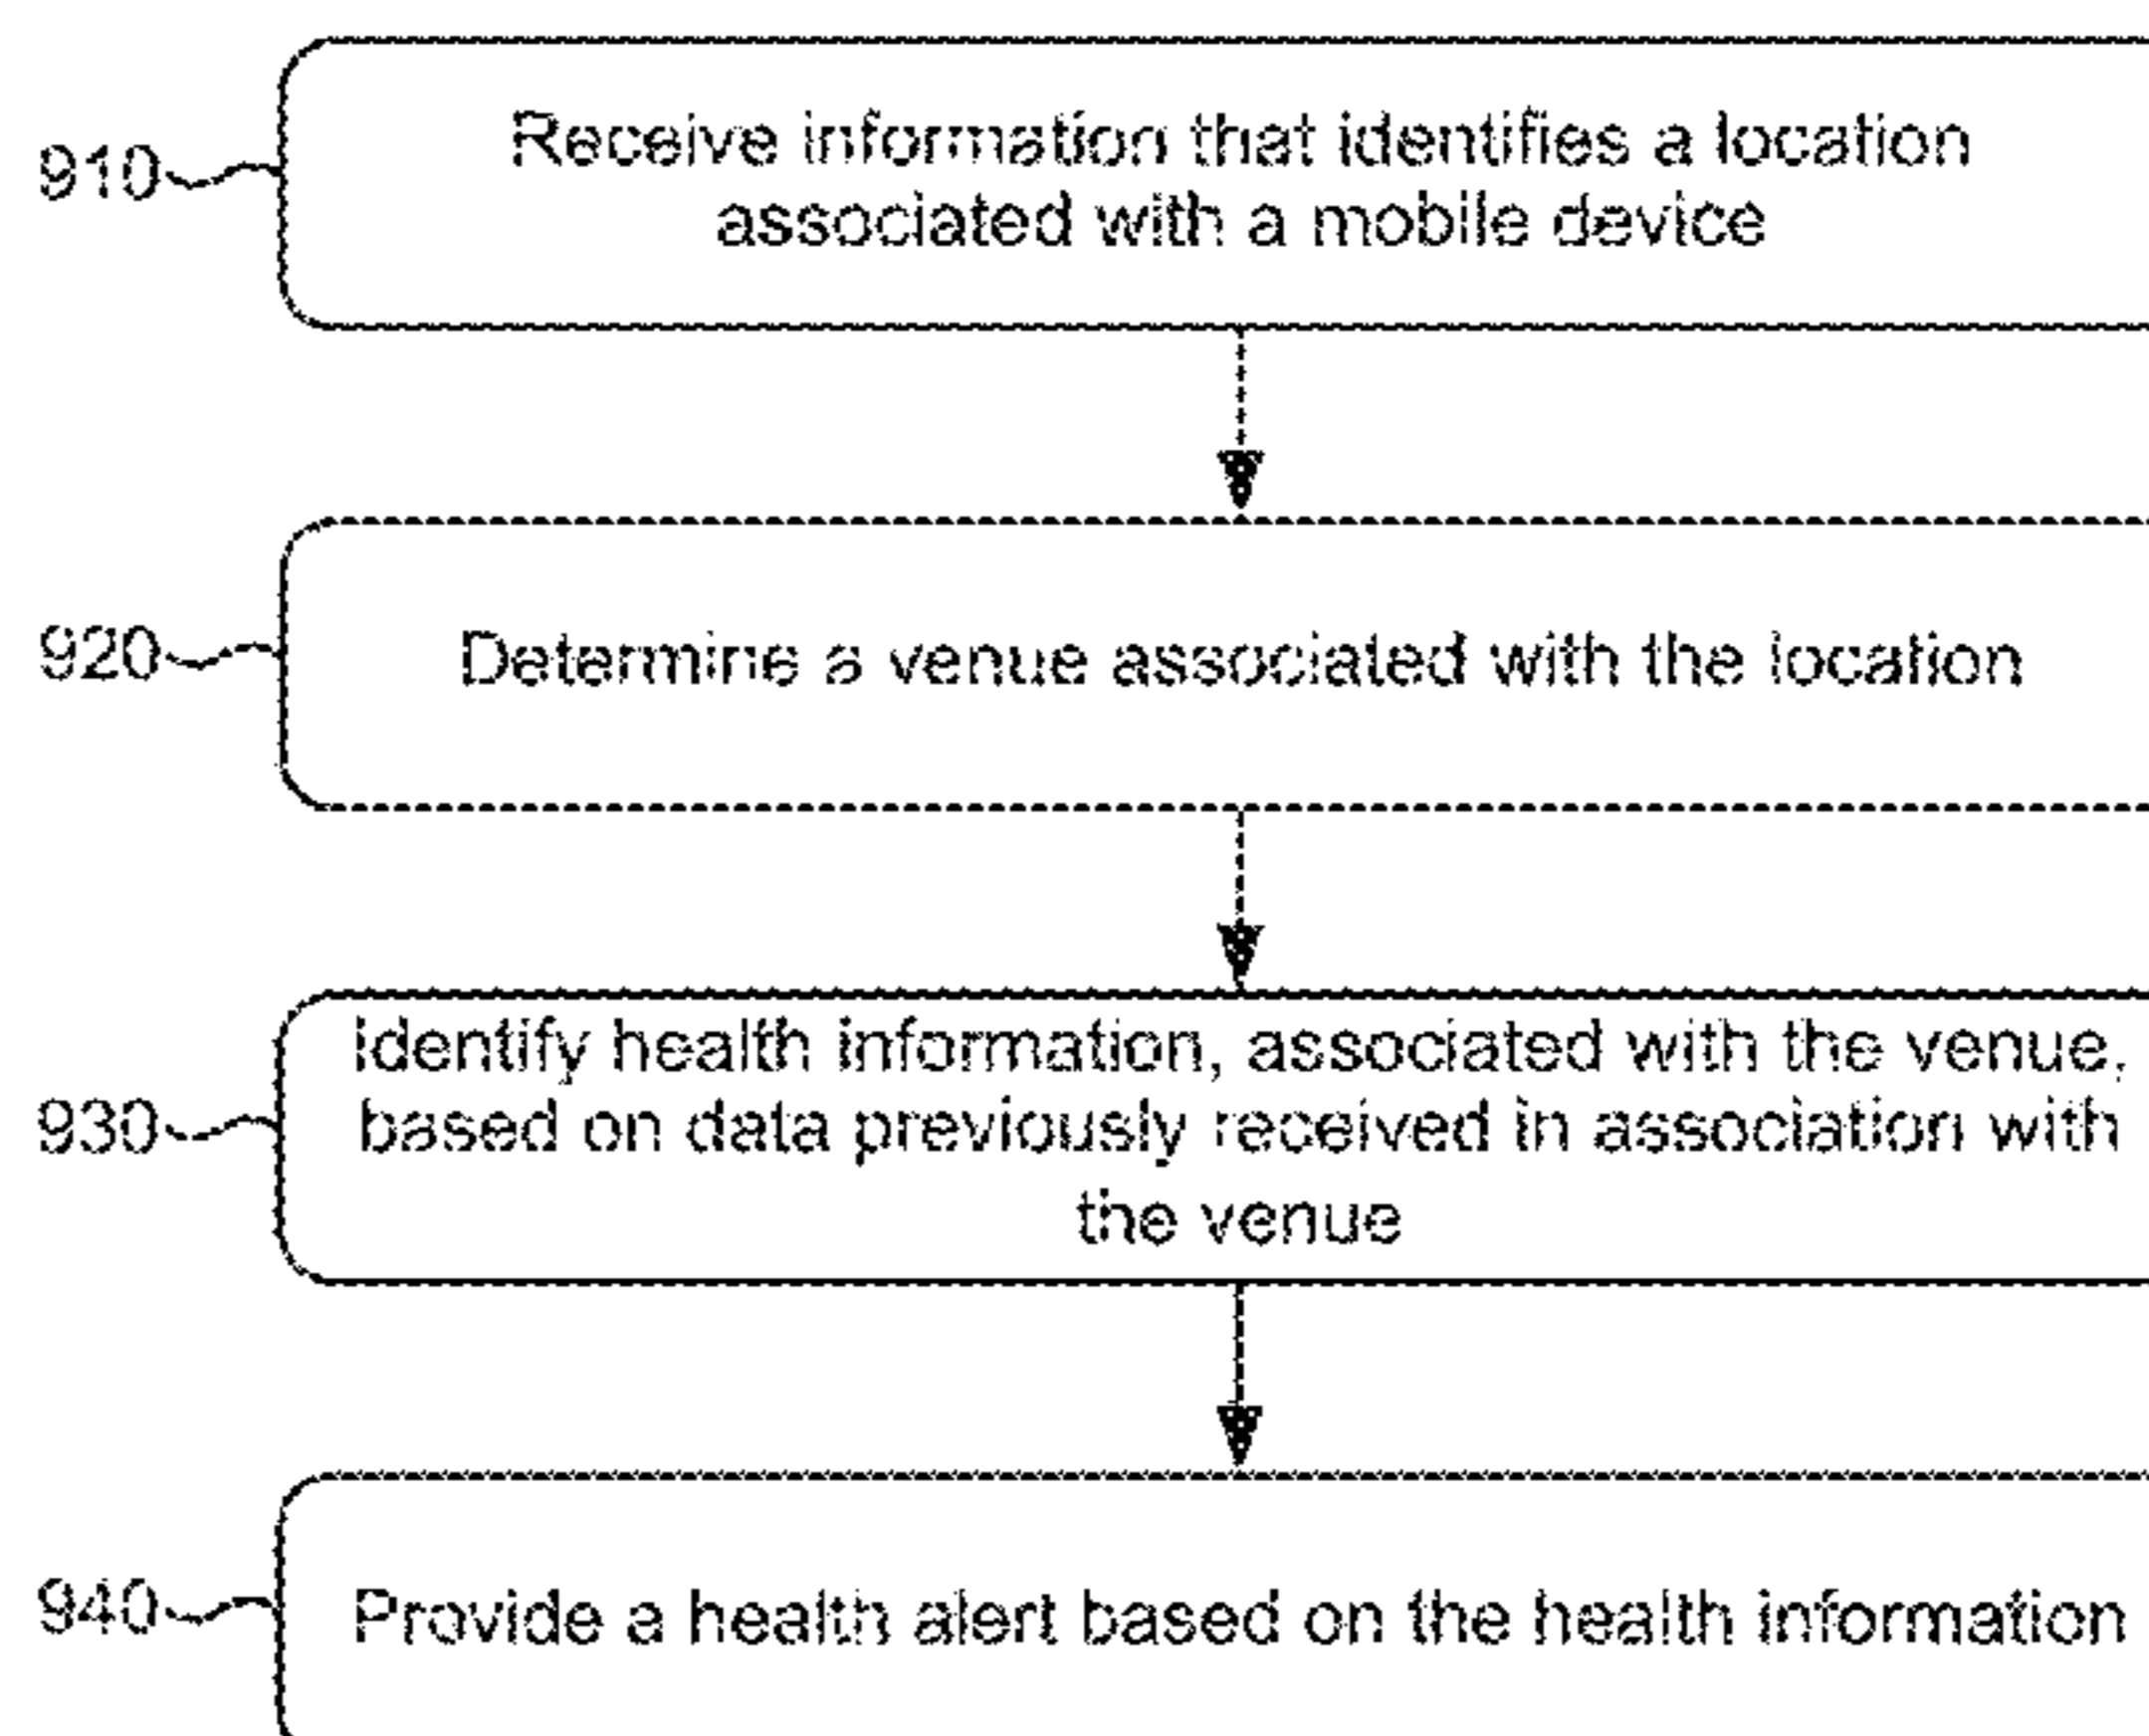 910
Receive information that identifies a location
associated with a mobile device
920
Determine a venue associated with the location
930
Identify health information, associated with the venue,
based on data previously received in association with
the venue
940
Provide a health alert based on the health information